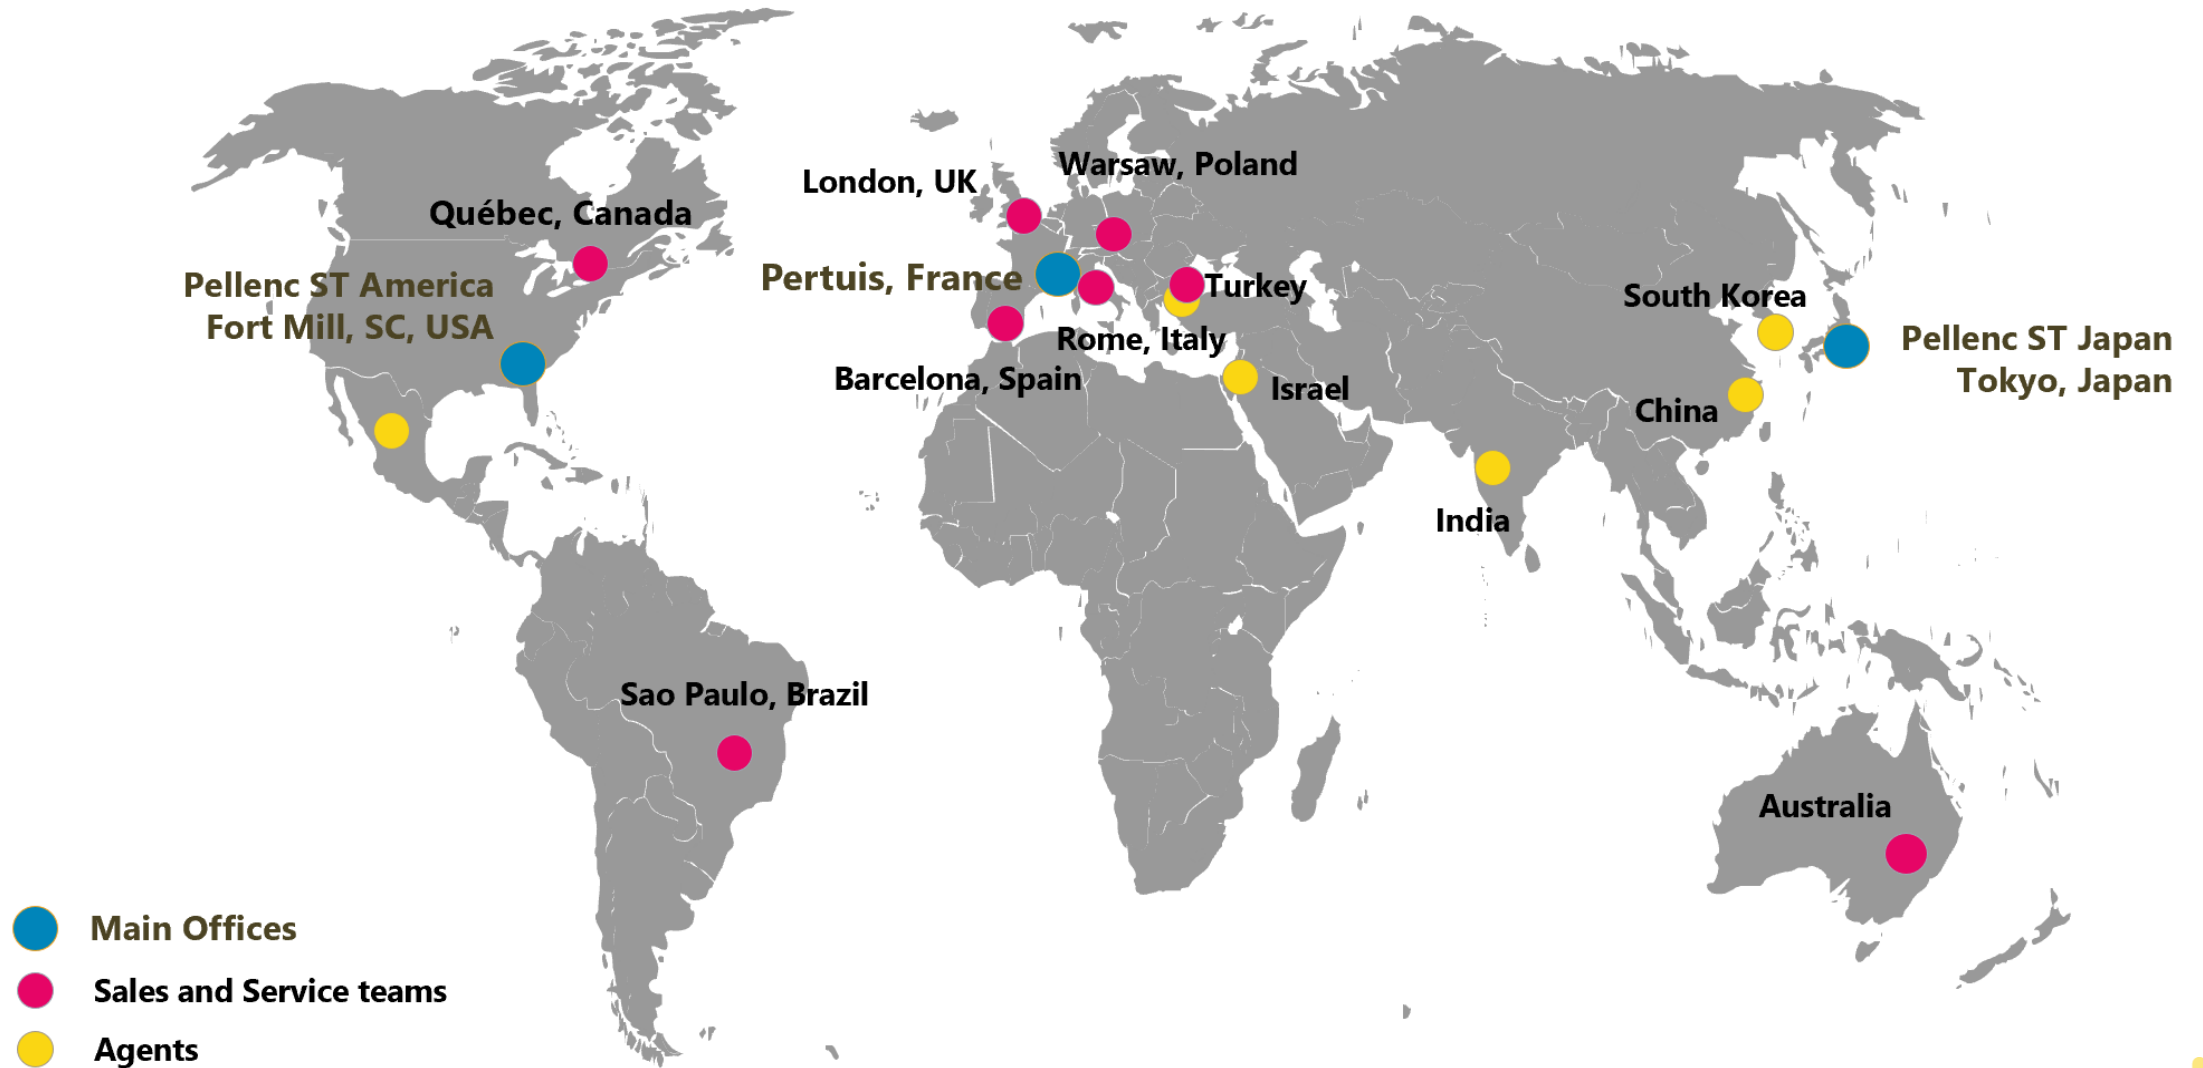 Warsaw, Poland
London, UK
Québec, Canada
Pellenc ST America
Fort Mill, SC, USA
Pertuis, France
Turkey
South Korea
Rome, Italy
Pellenc ST Japan
Tokyo, Japan
Barcelona, Spain
Israel
China
India
Sao Paulo, Brazil
Australia
Main Offices
Sales and Service teams
Agents